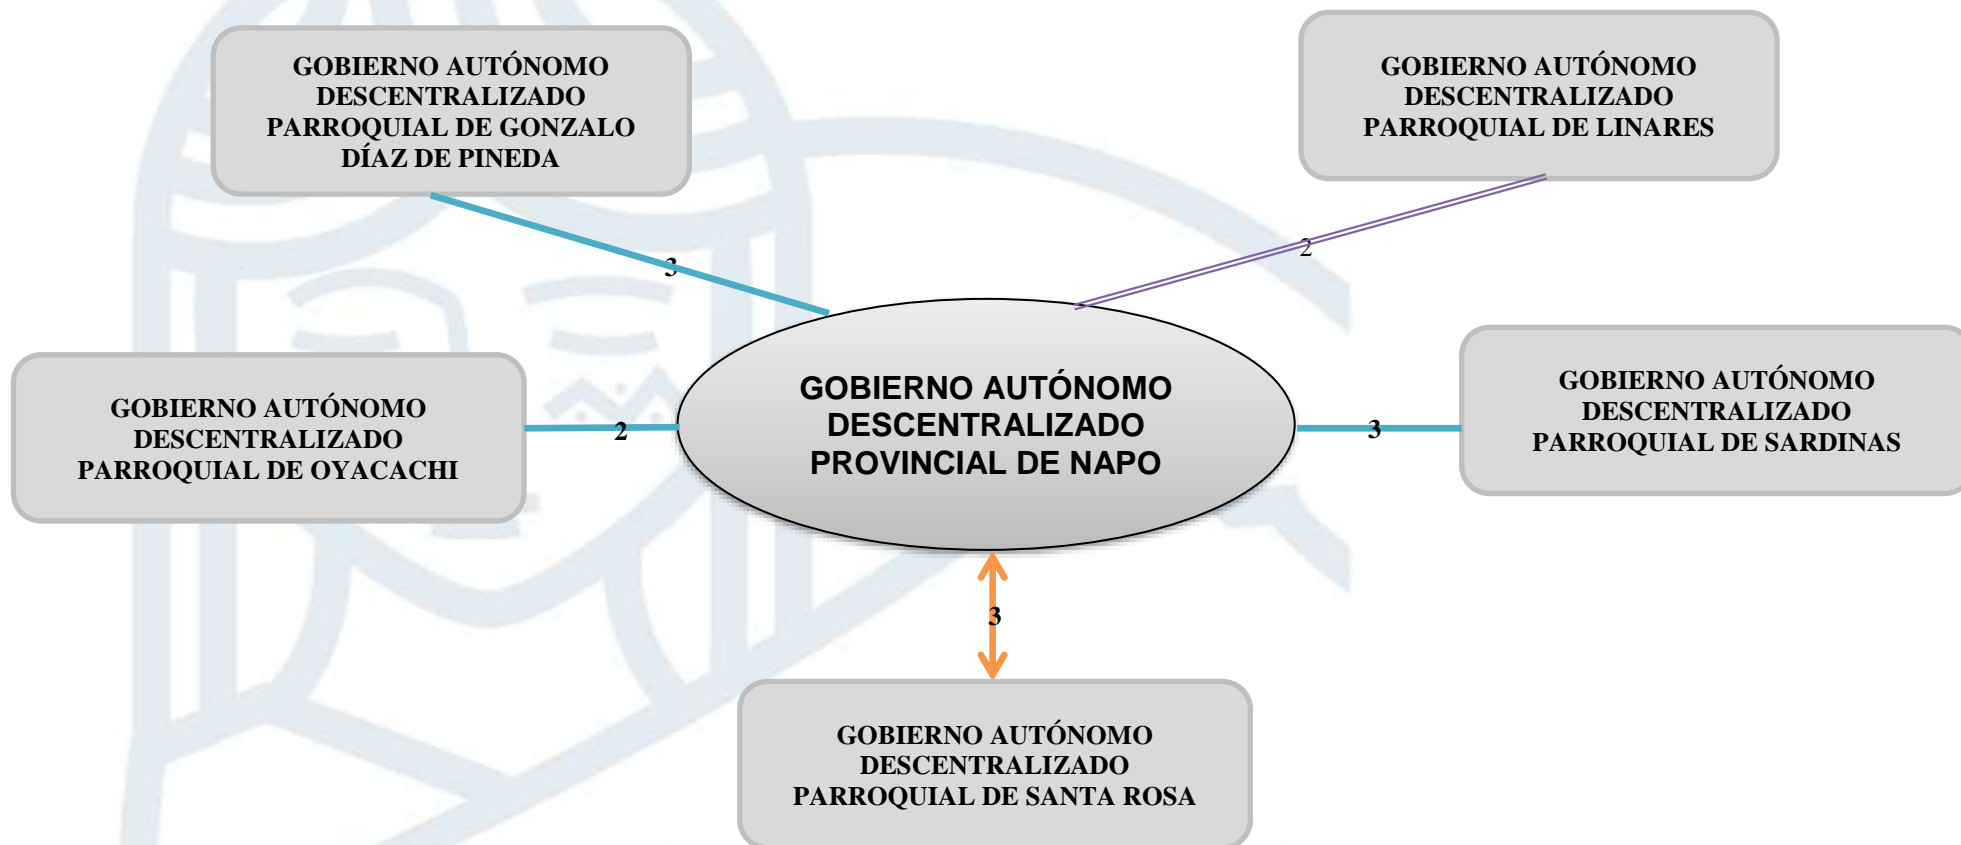 GOBIERNO AUTÓNOMO
DESCENTRALIZADO
PARROQUIAL DE GONZALO
DÍAZ DE PINEDA
GOBIERNO AUTÓNOMO
DESCENTRALIZADO
PARROQUIAL DE LINARES
3
2
GOBIERNO AUTÓNOMO
DESCENTRALIZADO
PARROQUIAL DE OYACACHI
2
GOBIERNO AUTÓNOMO
DESCENTRALIZADO
PROVINCIAL DE NAPO
3
GOBIERNO AUTÓNOMO
DESCENTRALIZADO
PARROQUIAL DE SARDINAS
3
GOBIERNO AUTÓNOMO
DESCENTRALIZADO
PARROQUIAL DE SANTA ROSA